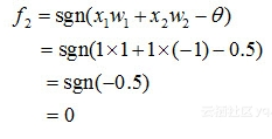 f₂ = sgn(x₁w₁ + x₂w₂ − θ)
= sgn(1×1+1×(−1)−0.5)
= sgn(−0.5)
= 0